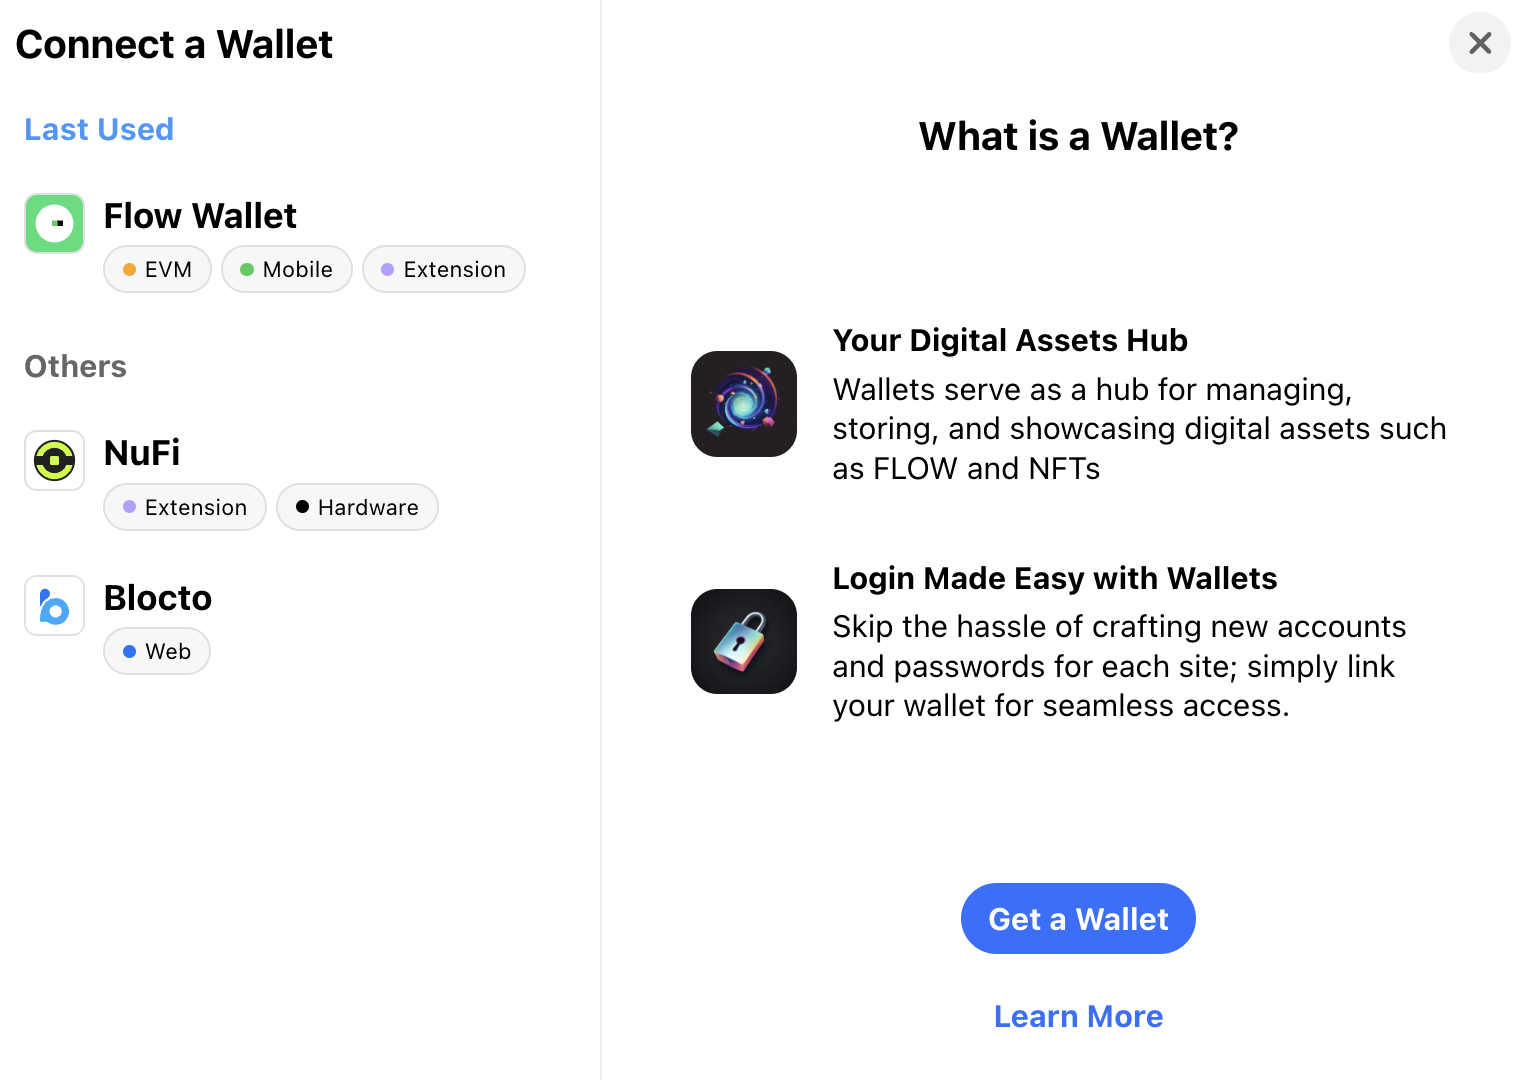 Connect a Wallet
Last Used
Flow Wallet
EVM
Mobile
Extension
Others
NuFi
Extension
Hardware
Blocto
Web
What is a Wallet?
Your Digital Assets Hub
Wallets serve as a hub for managing,
storing, and showcasing digital assets such
as FLOW and NFTs
Login Made Easy with Wallets
Skip the hassle of crafting new accounts
and passwords for each site; simply link
your wallet for seamless access.
Get a Wallet
Learn More